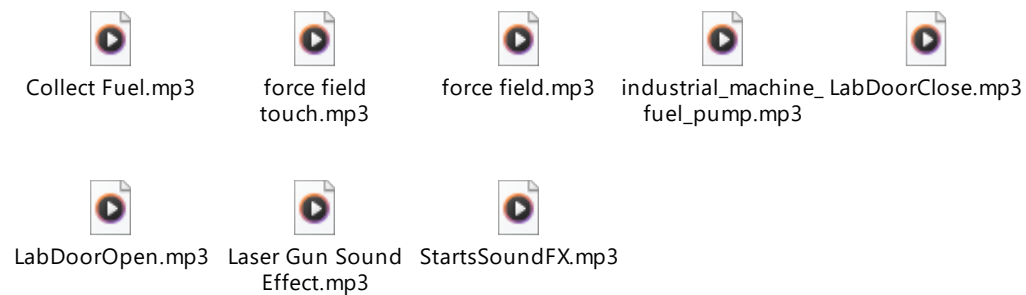 Collect Fuel.mp3
force field
touch.mp3
force field.mp3
industrial_machine_
fuel_pump.mp3
LabDoorClose.mp3
LabDoorOpen.mp3
Laser Gun Sound
Effect.mp3
StartsSoundFX.mp3